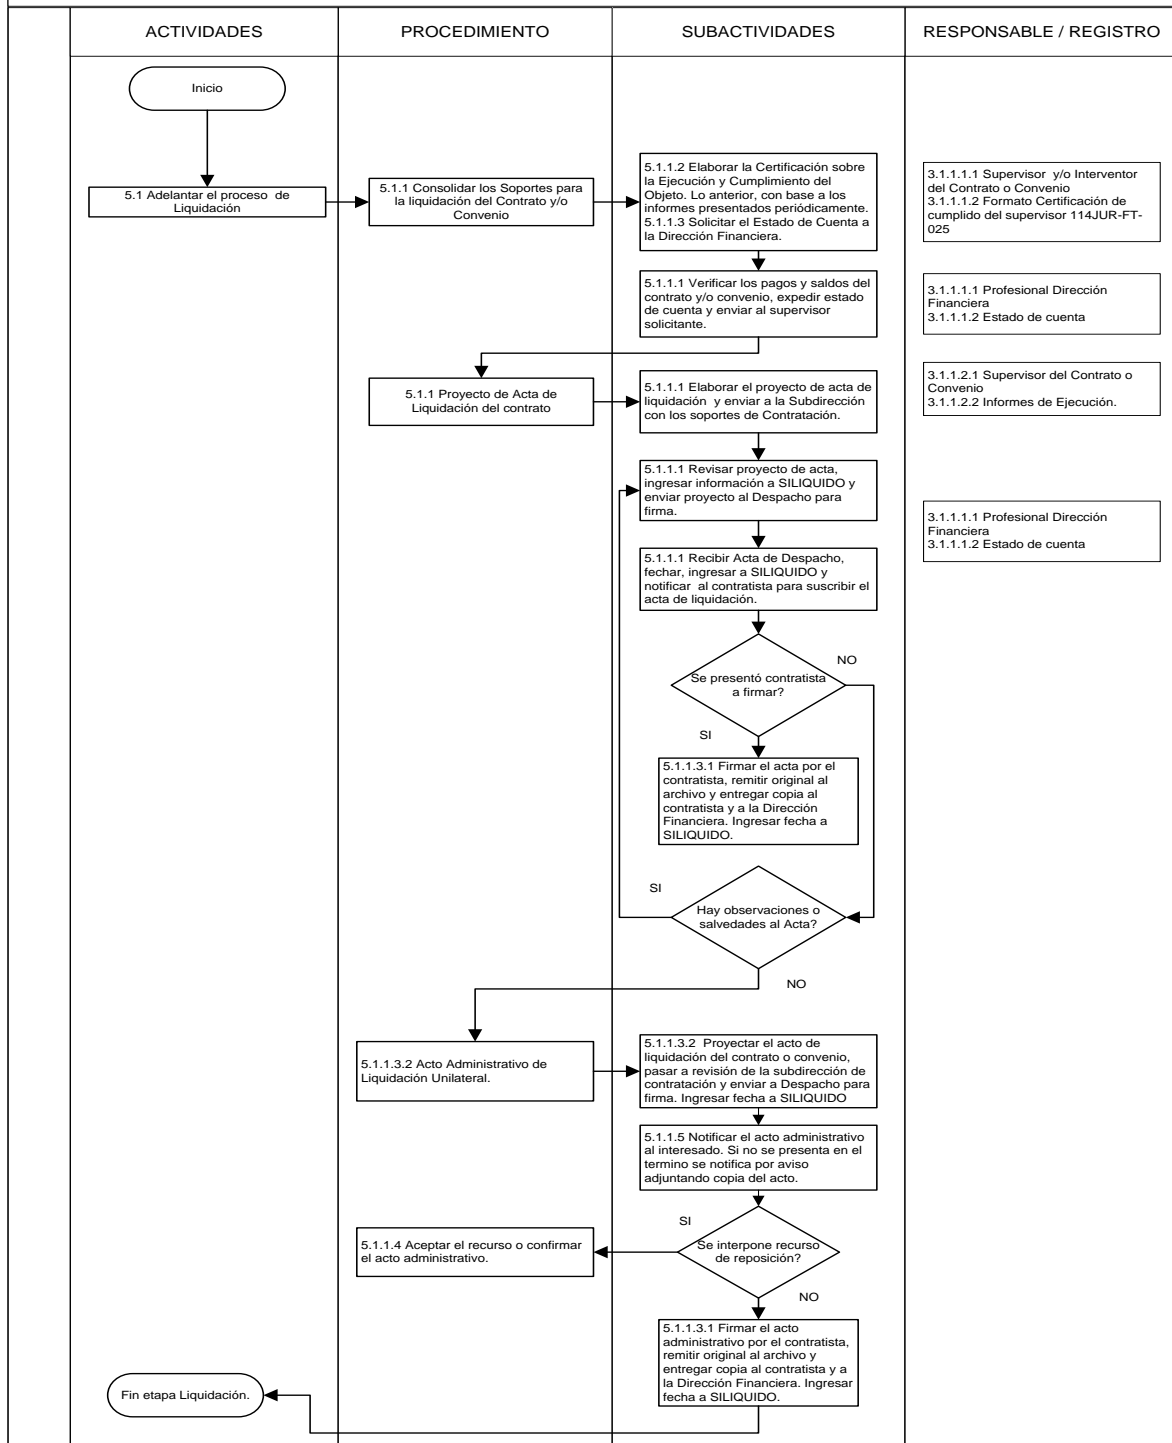 ACTIVIDADES
PROCEDIMIENTO
SUBACTIVIDADES
RESPONSABLE / REGISTRO
Inicio
5.1 Adelantar el proceso de
Liquidación
5.1.1 Consolidar los Soportes para
la liquidación del Contrato y/o
Convenio
5.1.1.2 Elaborar la Certificación sobre
la Ejecución y Cumplimiento del
Objeto. Lo anterior, con base a los
informes presentados periódicamente.
5.1.1.3 Solicitar el Estado de Cuenta a
la Dirección Financiera.
3.1.1.1.1 Supervisor y/o Interventor
del Contrato o Convenio
3.1.1.1.2 Formato Certificación de
cumplido del supervisor 114JUR-FT-
025
5.1.1.1 Verificar los pagos y saldos del
contrato y/o convenio, expedir estado
de cuenta y enviar al supervisor
solicitante.
3.1.1.1.1 Profesional Dirección
Financiera
3.1.1.1.2 Estado de cuenta
5.1.1 Proyecto de Acta de
Liquidación del contrato
5.1.1.1 Elaborar el proyecto de acta de
liquidación y enviar a la Subdirección
con los soportes de Contratación.
3.1.1.2.1 Supervisor del Contrato o
Convenio
3.1.1.2.2 Informes de Ejecución.
5.1.1.1 Revisar proyecto de acta,
ingresar información a SILIQUIDO y
enviar proyecto al Despacho para
firma.
3.1.1.1.1 Profesional Dirección
Financiera
3.1.1.1.2 Estado de cuenta
5.1.1.1 Recibir Acta de Despacho,
fechar, ingresar a SILIQUIDO y
notificar al contratista para suscribir el
acta de liquidación.
NO
Se presentó contratista
a firmar?
SI
5.1.1.3.1 Firmar el acta por el
contratista, remitir original al
archivo y entregar copia al
contratista y a la Dirección
Financiera. Ingresar fecha a
SILIQUIDO.
SI
Hay observaciones o
salvedades al Acta?
NO
5.1.1.3.2 Acto Administrativo de
Liquidación Unilateral.
5.1.1.3.2 Proyectar el acto de
liquidación del contrato o convenio,
pasar a revisión de la subdirección de
contratación y enviar a Despacho para
firma. Ingresar fecha a SILIQUIDO
5.1.1.5 Notificar el acto administrativo
al interesado. Si no se presenta en el
termino se notifica por aviso
adjuntando copia del acto.
SI
5.1.1.4 Aceptar el recurso o confirmar
el acto administrativo.
Se interpone recurso
de reposición?
NO
5.1.1.3.1 Firmar el acto
administrativo por el contratista,
remitir original al archivo y
entregar copia al contratista y a
la Dirección Financiera. Ingresar
fecha a SILIQUIDO.
Fin etapa Liquidación.